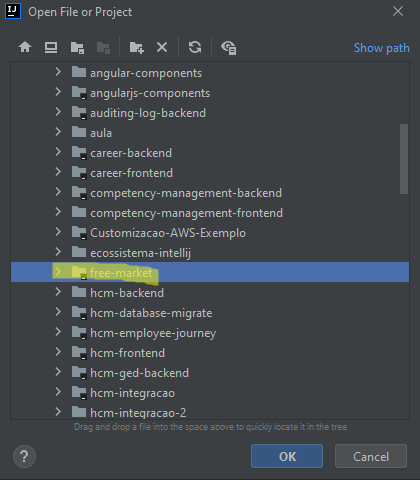 IJ Open File or Project
Show path
angular-components
angularjs-components
auditing-log-backend
aula
career-backend
career-frontend
competency-management-backend
competency-management-frontend
Customizacao-AWS-Exemplo
ecossistema-intellij
free-market
hcm-backend
hcm-database-migrate
hcm-employee-journey
hcm-frontend
hcm-ged-backend
hcm-integracao
hcm-integracao-2
Drag and drop a file into the space above to quickly locate it in the tree
? OK Cancel